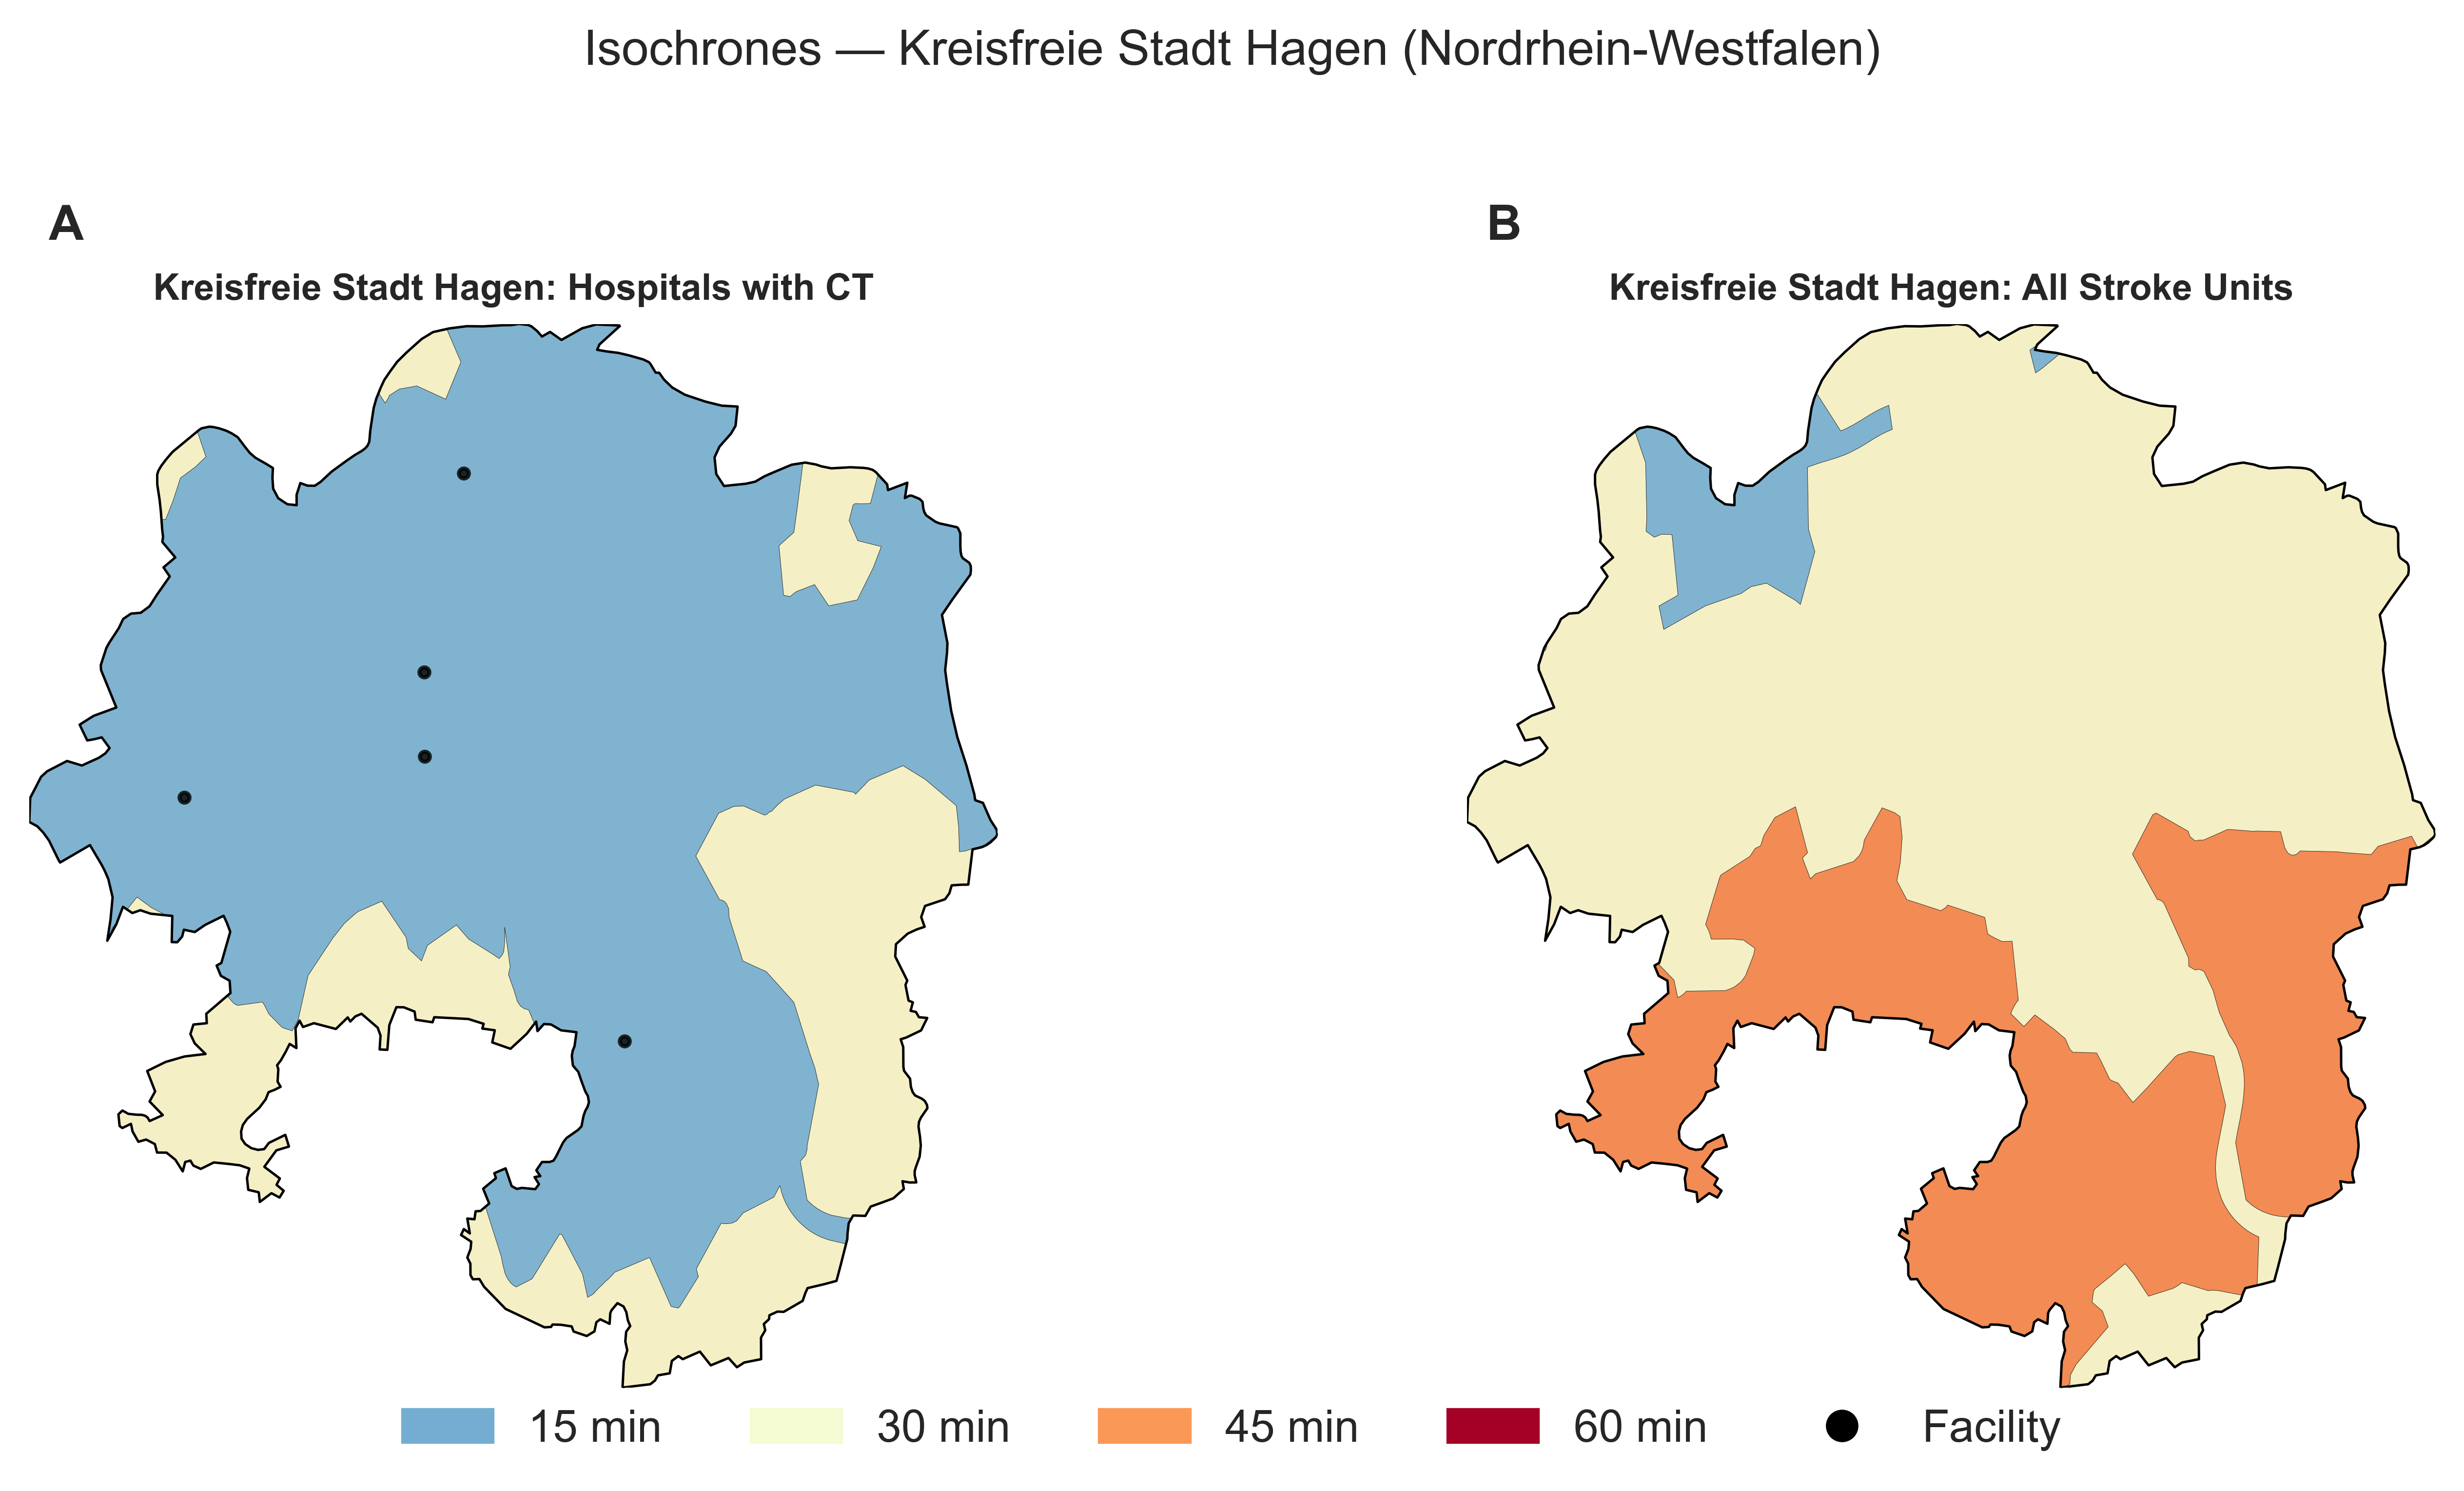 Isochrones — Kreisfreie Stadt Hagen (Nordrhein-Westfalen)
A
Kreisfreie Stadt Hagen: Hospitals with CT
B
Kreisfreie Stadt Hagen: All Stroke Units
15 min
30 min
45 min
60 min
Facility